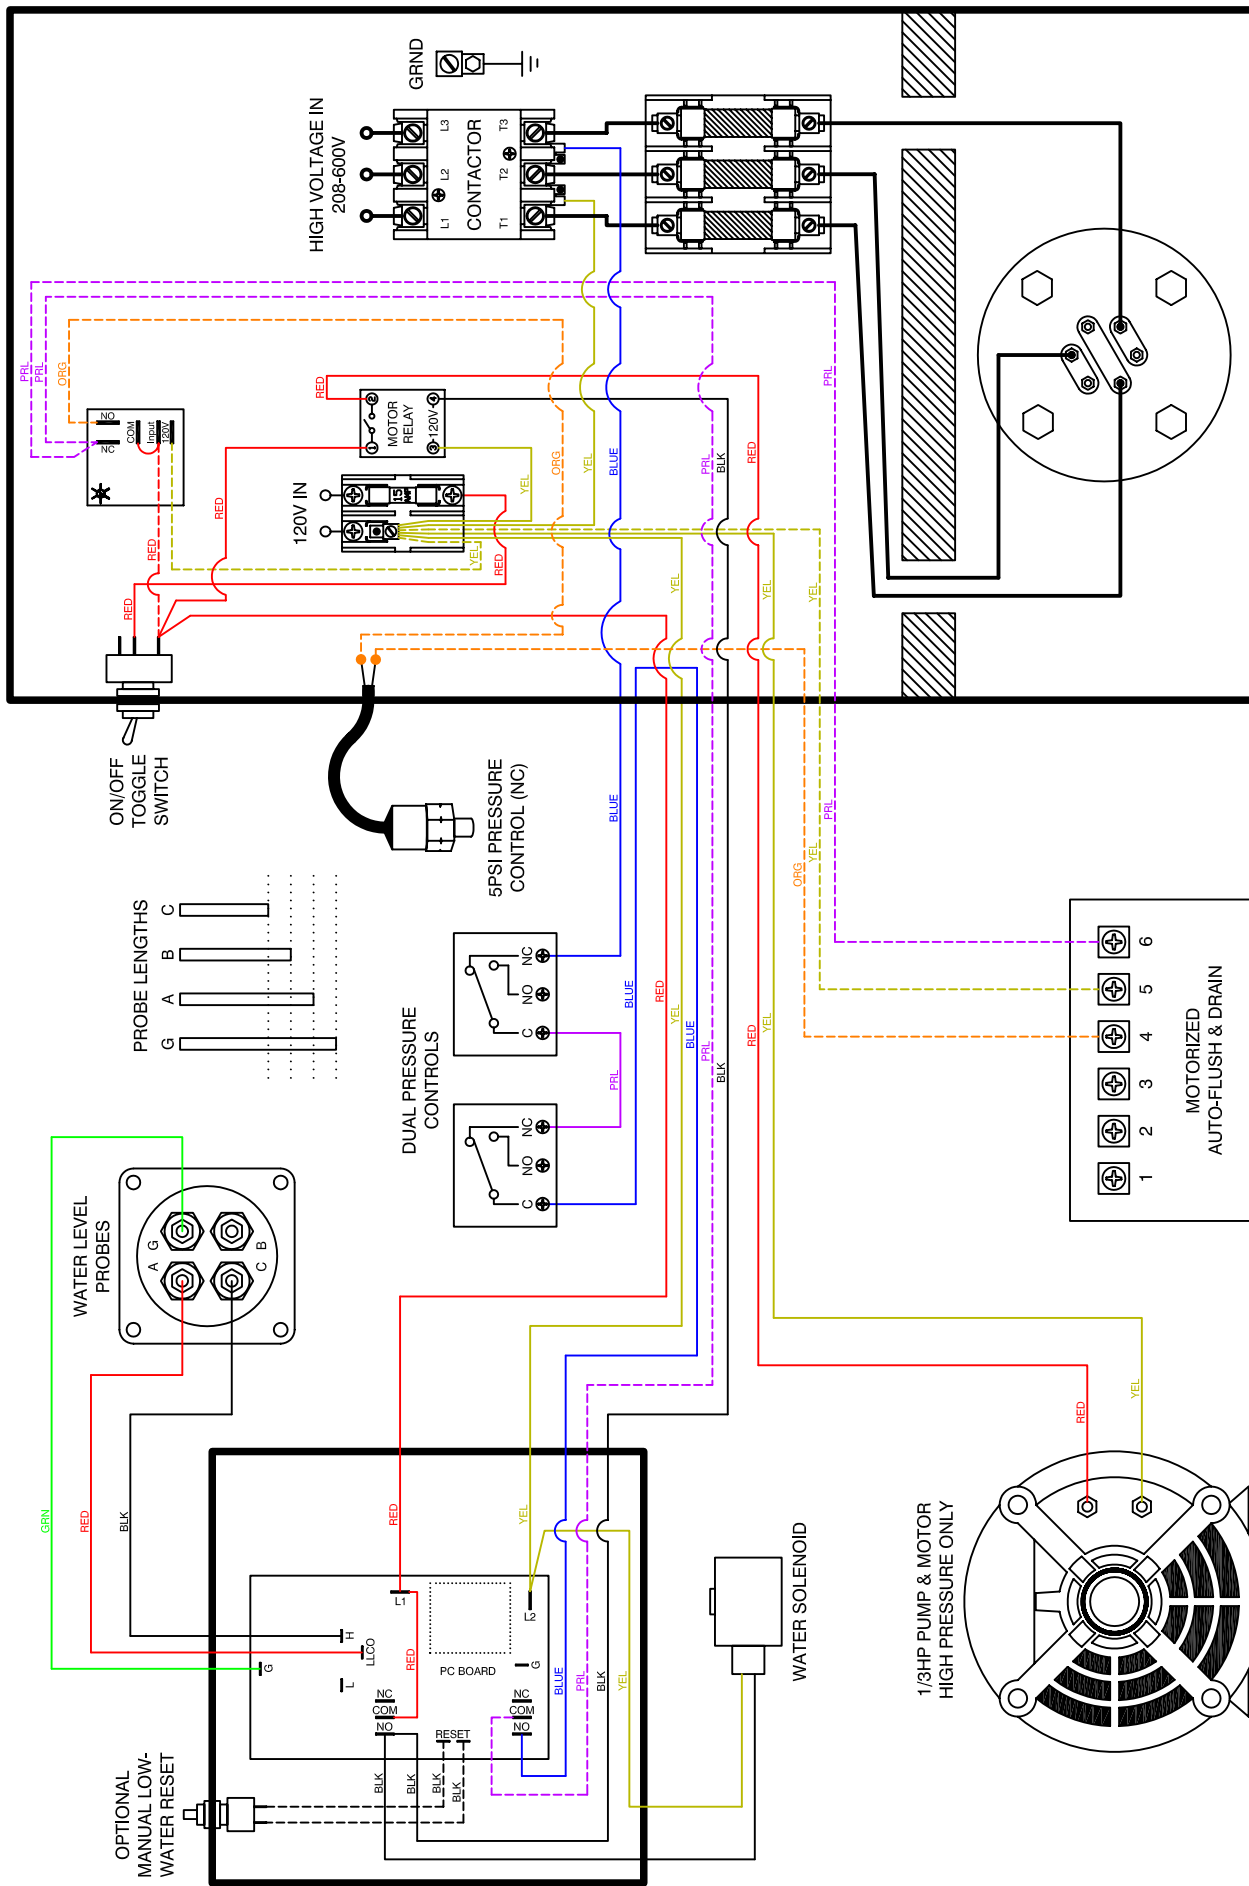 GRND
HIGH VOLTAGE IN
208-600V
L1
L2
L3
CONTACTOR
T1
T2
T3
PRL
PRL
ORG
NO
NC
COM
Input
120V
RED
RED
RED
RED
MOTOR
RELAY
1
2
3
4
120V
120V IN
15
AMP
YEL
YEL
RED
ORG
YEL
BLUE
PRL
BLK
RED
PRL
YEL
YEL
YEL
ON/OFF
TOGGLE
SWITCH
5PSI PRESSURE
CONTROL (NC)
BLUE
PRL
YEL
ORG
PROBE LENGTHS
G
A
B
C
DUAL PRESSURE
CONTROLS
C
NO
NC
C
NO
NC
PRL
BLUE
RED
YEL
BLUE
PRL
BLK
RED
YEL
1
2
3
4
5
6
MOTORIZED
AUTO-FLUSH & DRAIN
WATER LEVEL
PROBES
A
G
C
B
GRN
RED
BLK
RED
YEL
RED
YEL
L1
L2
H
LLCO
G
L
RED
PC BOARD
G
NC
COM
NO
NC
COM
NO
RESET
BLUE
PRL
BLK
YEL
BLK
BLK
BLK
BLK
OPTIONAL
MANUAL LOW-
WATER RESET
WATER SOLENOID
1/3HP PUMP & MOTOR
HIGH PRESSURE ONLY